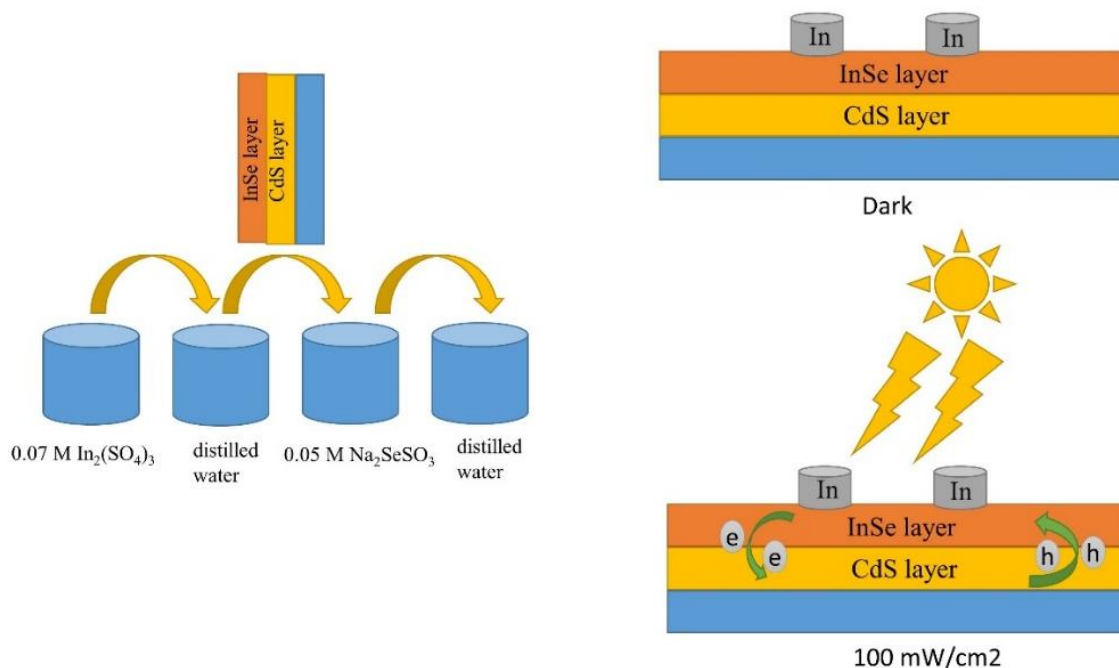 InSe layer
CdS layer
0.07 M In₂(SO₄)₃
distilled
water
0.05 M Na₂SeSO₃
distilled
water
In
In
InSe layer
CdS layer
Dark
In
In
InSe layer
e
e
h
h
CdS layer
100 mW/cm2